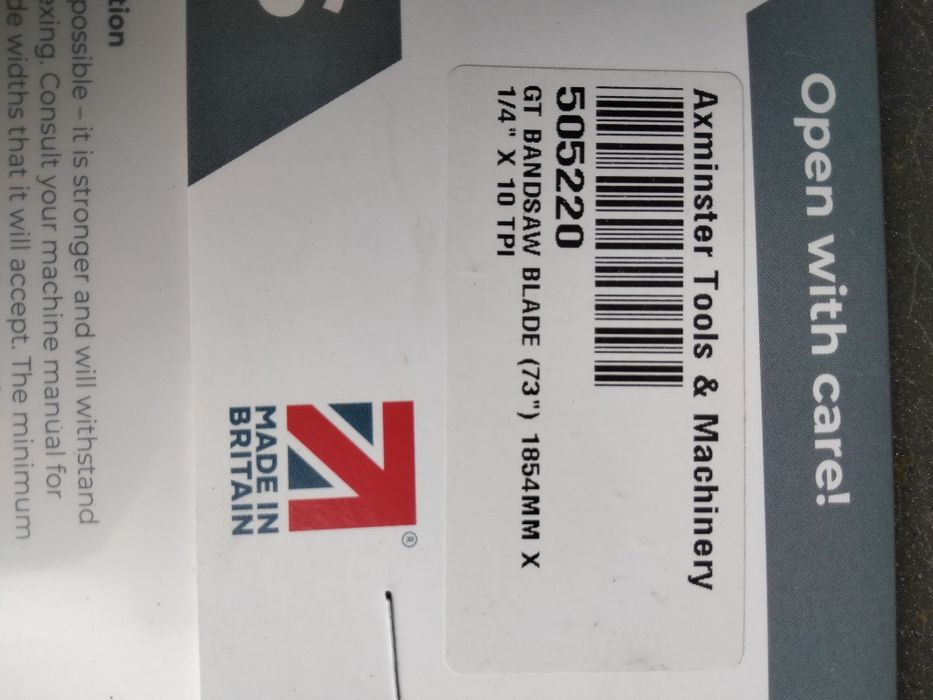 Open with care!
Axminster Tools & Machinery
505220
GT BANDSAW BLADE (73") 1854MM X
1/4" X 10 TPI
MADE IN
BRITAIN
®
tion
possible – it is stronger and will withstand
exing. Consult your machine manual for
de widths that it will accept. The minimum